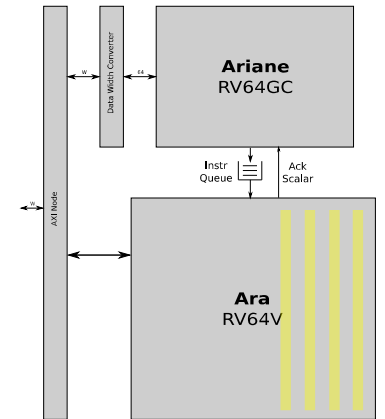 Ariane
RV64GC
Data Width Converter
W
64
Instr
Queue
Ack
Scalar
W
AXI Node
Ara
RV64V